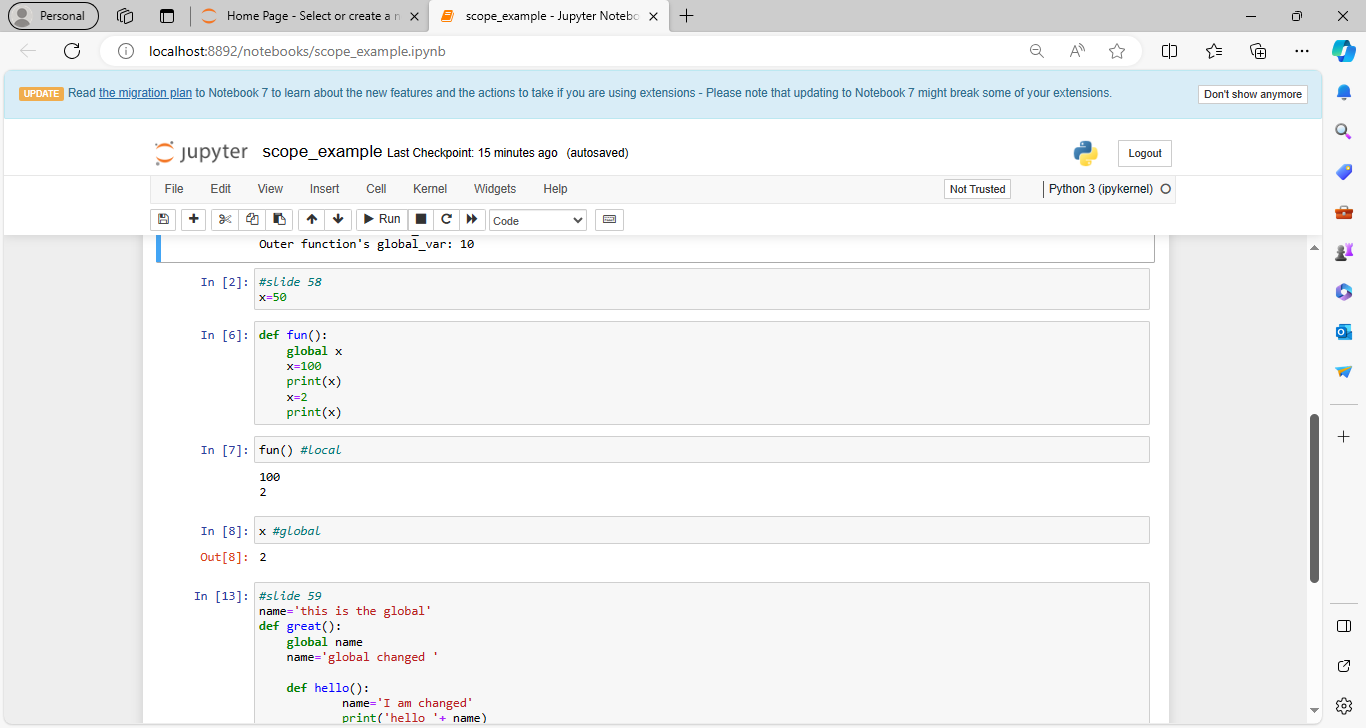 Personal
Home Page - Select or create a n
scope_example - Jupyter Notebo
localhost:8892/notebooks/scope_example.ipynb
UPDATE Read the migration plan to Notebook 7 to learn about the new features and the actions to take if you are using extensions - Please note that updating to Notebook 7 might break some of your extensions.
Don't show anymore
jupyter scope_example Last Checkpoint: 15 minutes ago (autosaved)
Logout
File Edit View Insert Cell Kernel Widgets Help
Not Trusted
Python 3 (ipykernel)
Run
Code
Outer function's global_var: 10
In [2]: #slide 58
x=50
In [6]: def fun():
global x
x=100
print(x)
x=2
print(x)
In [7]: fun() #local
100
2
In [8]: x #global
Out[8]: 2
In [13]: #slide 59
name='this is the global'
def great():
global name
name='global changed '
def hello():
name='I am changed'
print('hello '+ name)